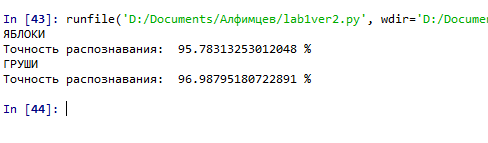 In [43]: runfile('D:/Documents/Алфимцев/lab1ver2.py', wdir='D:/Docume
ЯБЛОКИ
Точность распознавания:  95.78313253012048 %
ГРУШИ
Точность распознавания:  96.98795180722891 %
In [44]: